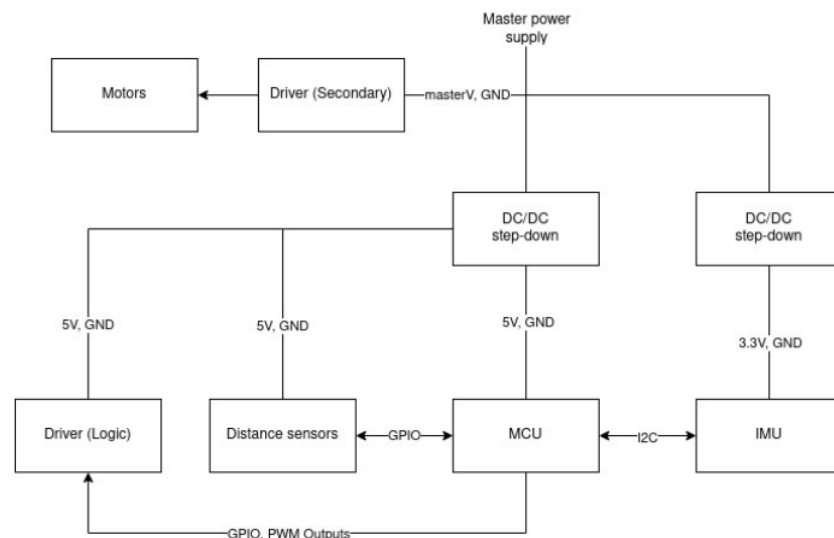 Master power
supply
Motors
Driver (Secondary)
masterV, GND
DC/DC
step-down
DC/DC
step-down
5V, GND
5V, GND
5V, GND
3.3V, GND
Driver (Logic)
Distance sensors
GPIO
MCU
I2C
IMU
GPIO, PWM Outputs